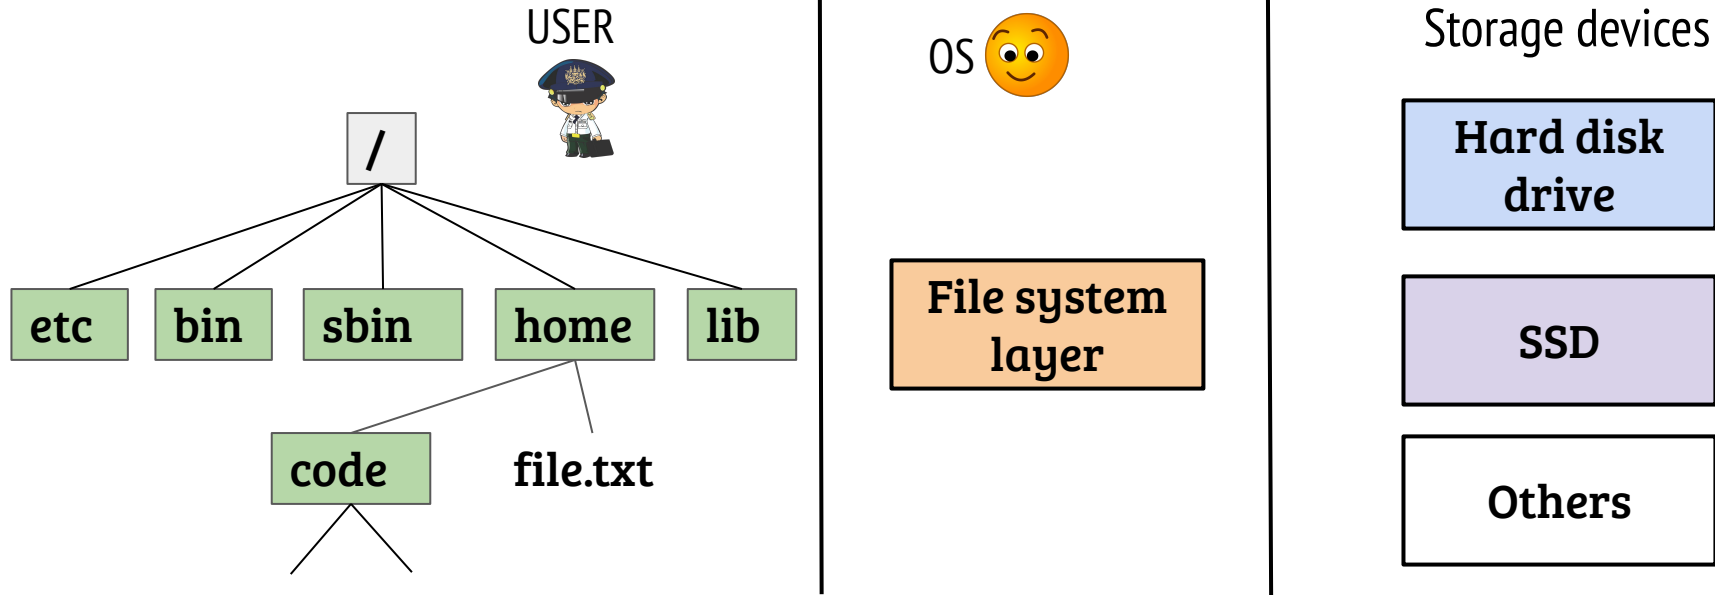 USER
/
etc
bin
sbin
home
lib
code
file.txt
OS
File system
layer
Storage devices
Hard disk
drive
SSD
Others